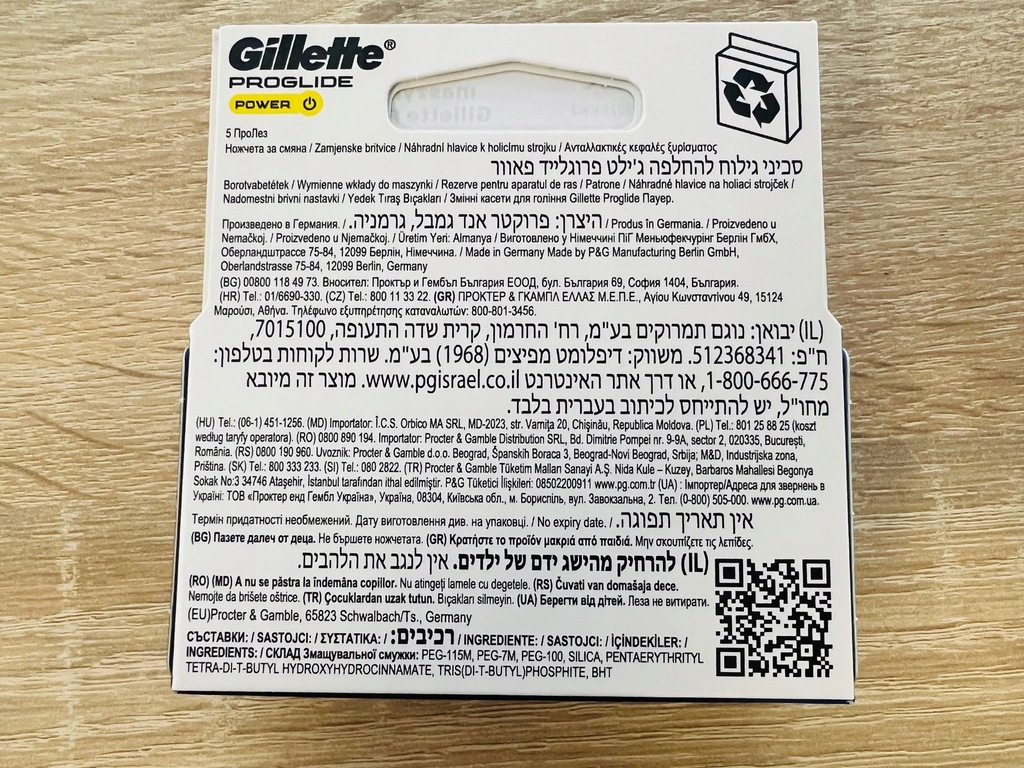 Gillette®
PROGLIDE
POWER
5 ПроЛез
Ножчета за смяна / Zamjenske britvice / Náhradní hlavice k holicímu strojku / Ανταλλακτικές κεφαλές ξυρίσματος
סכיני גילוח להחלפה ג'ילט פרוגלייד פאוור
Borotvabetétek / Wymienne wkłady do maszynki / Rezerve pentru aparatul de ras / Patrone / Náhradné hlavice na holiaci strojček /
Nadomestni brivni nastavki / Yedek Tıraş Bıçakları / Змінні касети для гоління Gillette Proglide Пауер.
Произведено в Германия. / היצרן: פרוקטר אנד גמבל, גרמניה. / Produs în Germania. / Proizvedeno u
Nemačkoj. / Proizvedeno u Njemačkoj. / Üretim Yeri: Almanya / Виготовлено у Німеччині ПіГ Меньюфекчурінг Берлін ГмбХ,
Оберландштрассе 75-84, 12099 Берлін, Німеччина. / Made in Germany Made by P&G Manufacturing Berlin GmbH,
Oberlandstrasse 75-84, 12099 Berlin, Germany
(BG) 00800 118 49 73. Вносител: Проктър и Гембъл България ЕООД, бул. България 69, София 1404, България.
(HR) Tel.: 01/6690-330. (CZ) Tel.: 800 11 33 22. (GR) ΠΡΟΚΤΕΡ & ΓΚΑΜΠΛ ΕΛΛΑΣ Μ.Ε.Π.Ε., Αγίου Κωνσταντίνου 49, 15124
Μαρούσι, Αθήνα. Τηλέφωνο εξυπηρέτησης καταναλωτών: 800-801-3456.
(IL) יבואן: נוגם תמרוקים בע"מ, רח' החרמון, קרית שדה התעופה, 7015100,
ח"פ: 512368341. משווק: דיפלומט מפיצים (1968) בע"מ. שרות לקוחות בטלפון:
1-800-666-775, או דרך אתר האינטרנט www.pgisrael.co.il. מוצר זה מיובא
מחו"ל, יש להתייחס לכיתוב בעברית בלבד.
(HU) Tel.: (06-1) 451-1256. (MD) Importator: Î.C.S. Orbico MA SRL, MD-2023, str. Varnița 20, Chișinău, Republica Moldova. (PL) Tel.: 801 25 88 25 (koszt
według taryfy operatora). (RO) 0800 890 194. Importator: Procter & Gamble Distribution SRL, Bd. Dimitrie Pompei nr. 9-9A, sector 2, 020335, București,
România. (RS) 0800 190 960. Uvoznik: Procter & Gamble d.o.o. Beograd, Španskih Boraca 3, Beograd-Novi Beograd, Srbija; M&D, Industrijska zona,
Priština. (SK) Tel.: 800 333 233. (SI) Tel.: 080 2822. (TR) Procter & Gamble Tüketim Malları Sanayi A.Ş. Nida Kule – Kuzey, Barbaros Mahallesi Begonya
Sokak No:3 34746 Ataşehir, İstanbul tarafından ithal edilmiştir. P&G Tüketici İlişkileri: 08502200911 www.pg.com.tr (UA) : Імпортер/Адреса для звернень в
Україні: ТОВ «Проктер енд Гембл Україна», Україна, 08304, Київська обл., м. Бориспіль, вул. Завокзальна, 2. Тел. (0-800) 505-000. www.pg.com.ua.
Термін придатності необмежений. Дату виготовлення див. на упаковці. / No expiry date. / אין תאריך תפוגה.
(BG) Пазете далеч от деца. Не бършете ножчетата. (GR) Κρατήστε το προϊόν μακριά από παιδιά. Μην σκουπίζετε τις λεπίδες.
(IL) להרחיק מהישג ידם של ילדים. אין לנגב את הלהבים.
(RO) (MD) A nu se păstra la îndemâna copiilor. Nu atingeți lamele cu degetele. (RS) Čuvati van domašaja dece.
Nemojte da brišete oštrice. (TR) Çocuklardan uzak tutun. Bıçakları silmeyin. (UA) Берегти від дітей. Леза не витирати.
(EU)Procter & Gamble, 65823 Schwalbach/Ts., Germany
СЪСТАВКИ: / SASTOJCI: / ΣΥΣΤΑΤΙΚΑ: / רכיבים: / INGREDIENTE: / SASTOJCI: / İÇİNDEKİLER: /
INGREDIENTS: / СКЛАД Змащувальної смужки: PEG-115M, PEG-7M, PEG-100, SILICA, PENTAERYTHRITYL
TETRA-DI-T-BUTYL HYDROXYHYDROCINNAMATE, TRIS(DI-T-BUTYL)PHOSPHITE, BHT